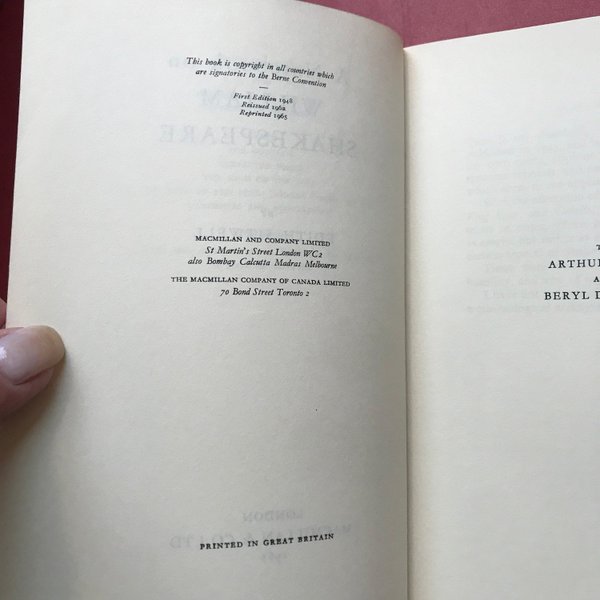 This book is copyright in all countries which
are signatories to the Berne Convention
First Edition 1948
Reissued 1962
Reprinted 1965
MACMILLAN AND COMPANY LIMITED
St Martin's Street London WC2
also Bombay Calcutta Madras Melbourne
THE MACMILLAN COMPANY OF CANADA LIMITED
70 Bond Street Toronto 2
PRINTED IN GREAT BRITAIN
ARTHUR
BERYL D